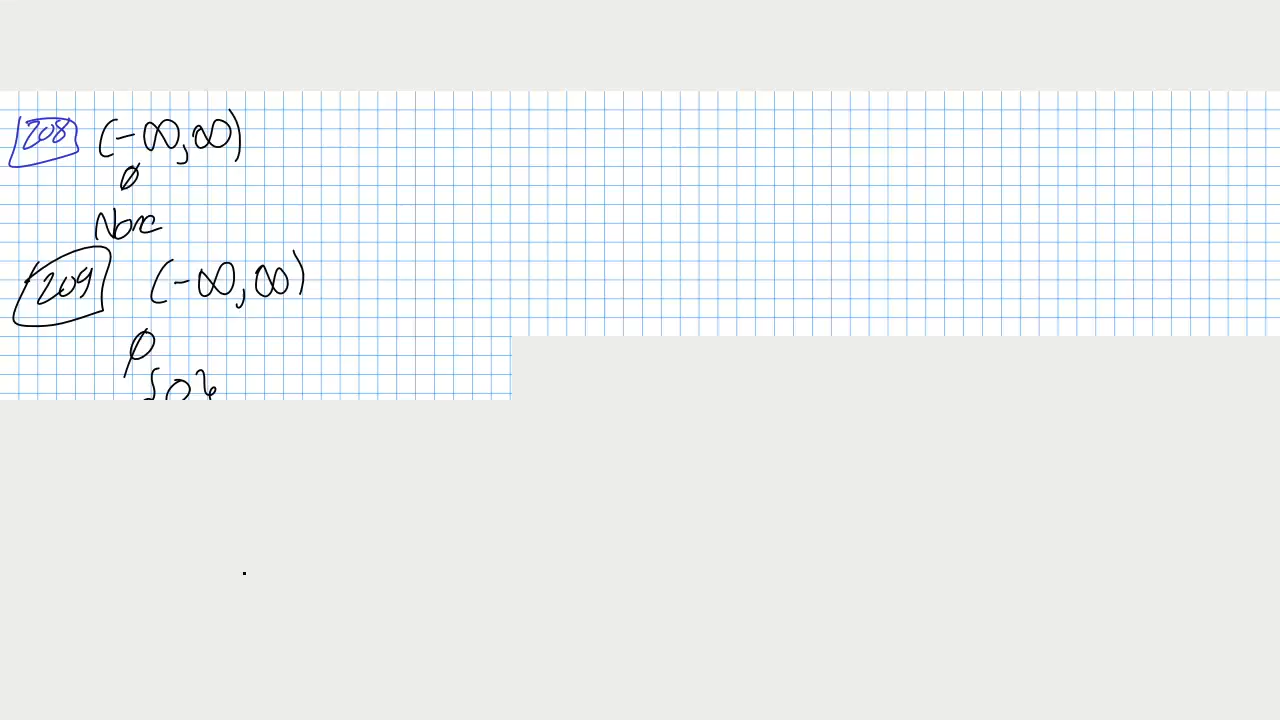 208 (-∞,∞)
∅
None
209 (-∞,∞)
∅